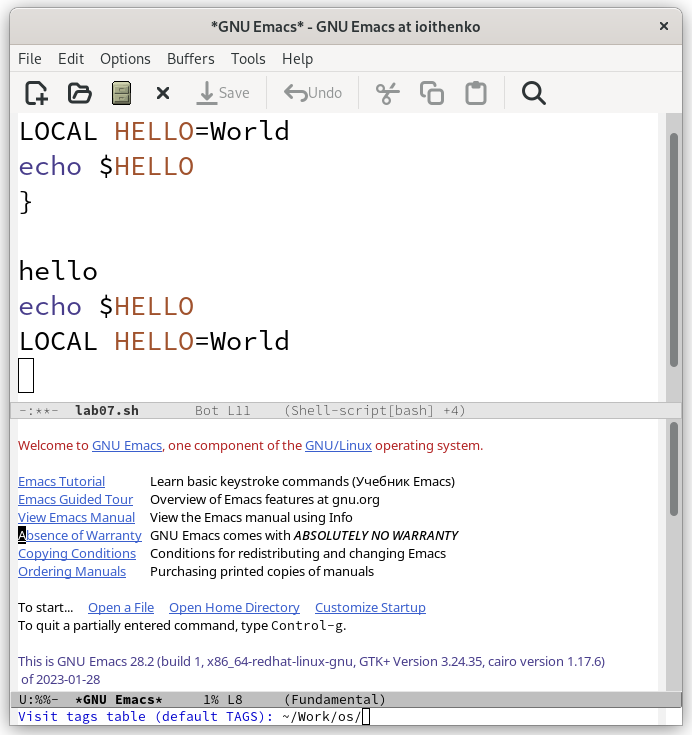 *GNU Emacs* - GNU Emacs at ioithenko
File Edit Options Buffers Tools Help
Save Undo
LOCAL HELLO=World
echo $HELLO
}
hello
echo $HELLO
LOCAL HELLO=World
-:**- lab07.sh Bot L11 (Shell-script[bash] +4)
Welcome to GNU Emacs, one component of the GNU/Linux operating system.
Emacs Tutorial Learn basic keystroke commands (Учебник Emacs)
Emacs Guided Tour Overview of Emacs features at gnu.org
View Emacs Manual View the Emacs manual using Info
Absence of Warranty GNU Emacs comes with ABSOLUTELY NO WARRANTY
Copying Conditions Conditions for redistributing and changing Emacs
Ordering Manuals Purchasing printed copies of manuals
To start... Open a File Open Home Directory Customize Startup
To quit a partially entered command, type Control-g.
This is GNU Emacs 28.2 (build 1, x86_64-redhat-linux-gnu, GTK+ Version 3.24.35, cairo version 1.17.6)
of 2023-01-28
U:%%- *GNU Emacs* 1% L8 (Fundamental)
Visit tags table (default TAGS): ~/Work/os/